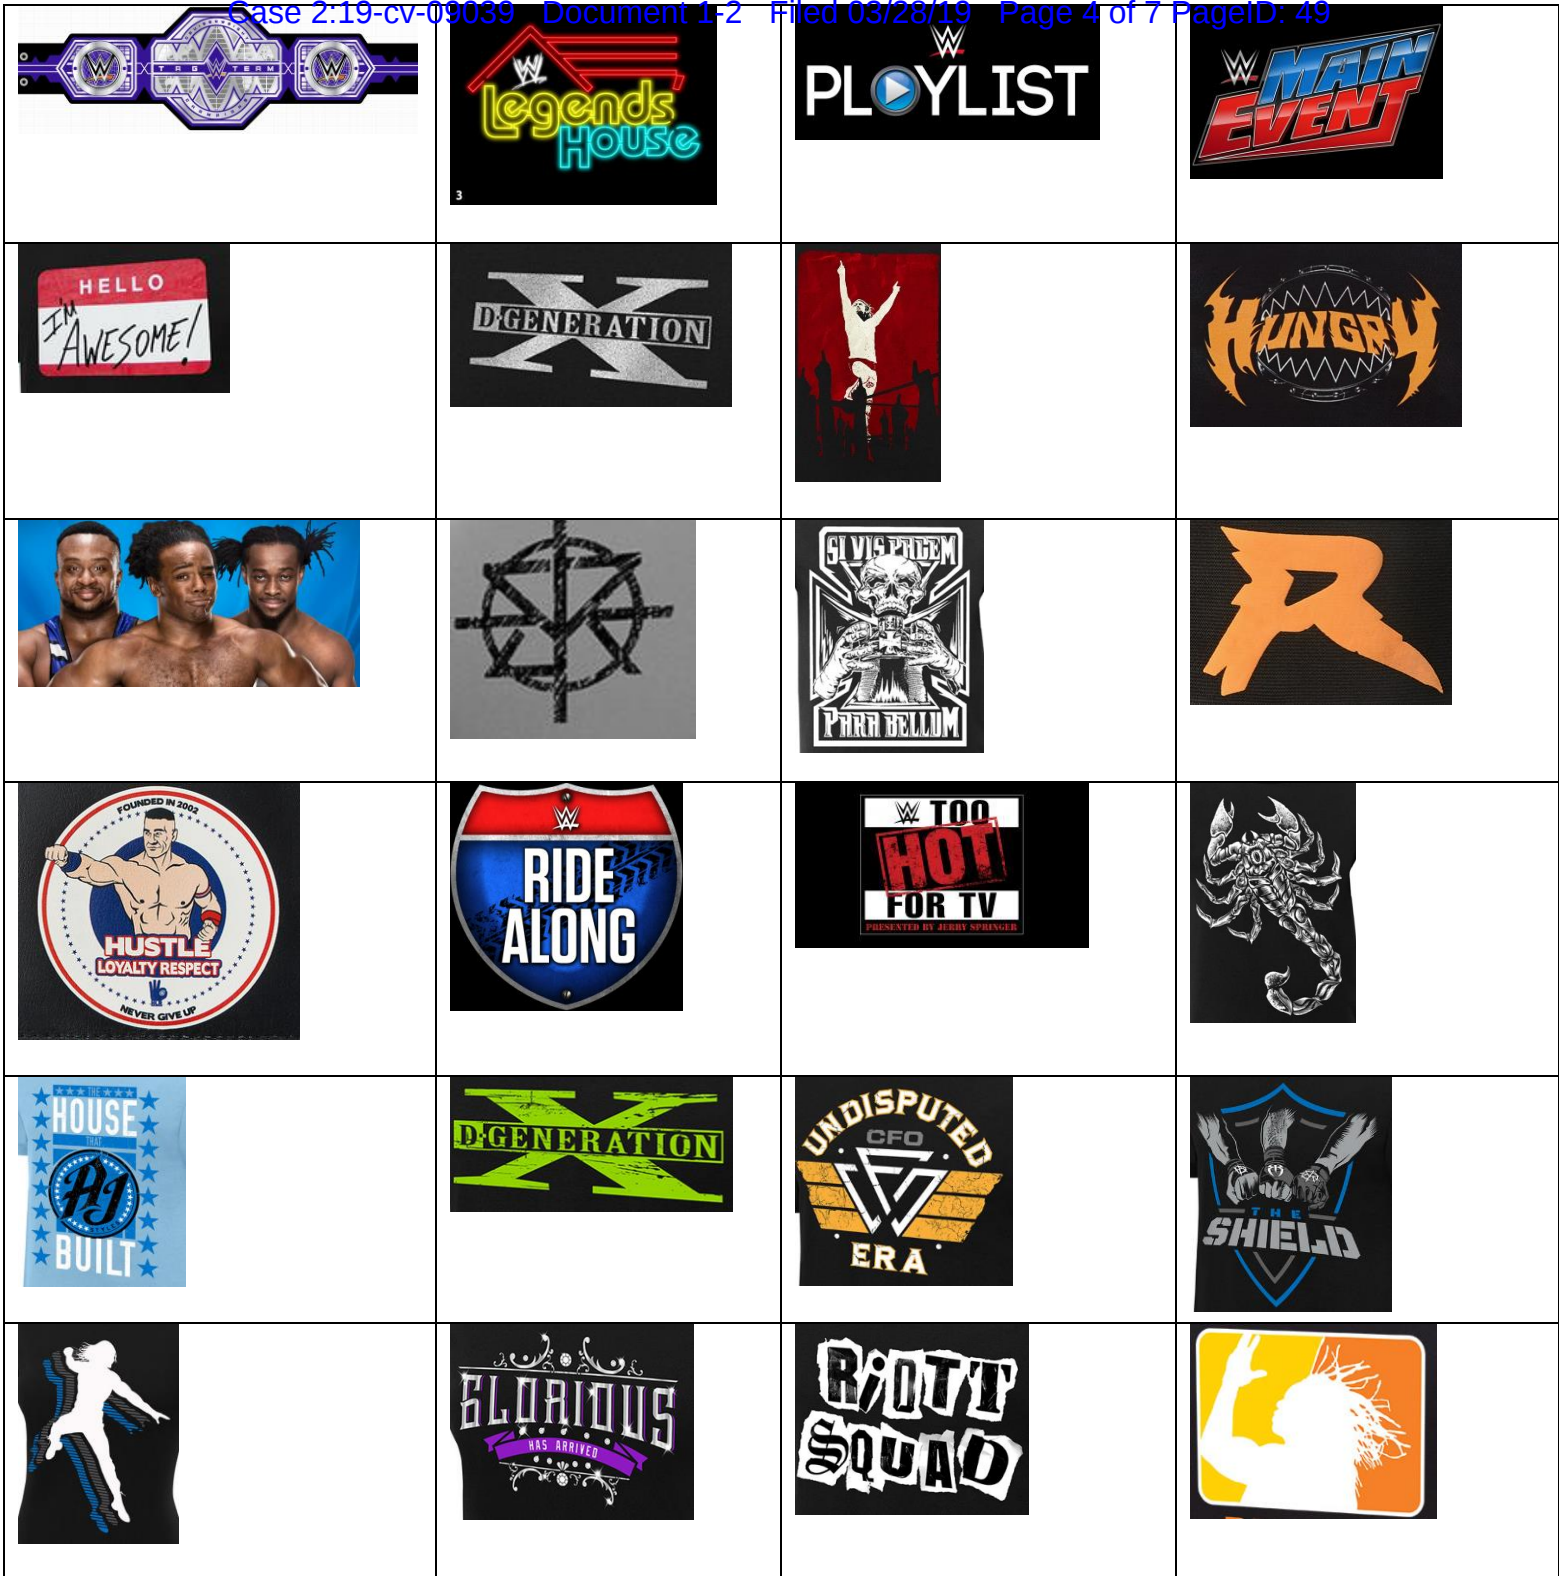 Case 2:19-cv-09039 Document 1-2 Filed 03/28/19 Page 4 of 7 PageID: 49
W
TAG TEAM
W
W
Legends
House
3
W
PLAYLIST
W
MAIN
EVENT
HELLO
I'M
AWESOME!
D-GENERATION
X
HUNGRY
SI VIS PACEM
PARA BELLUM
R
FOUNDED IN 2002
HUSTLE
LOYALTY RESPECT
NEVER GIVE UP
W
RIDE
ALONG
W TOO
HOT
FOR TV
PRESENTED BY JERRY SPRINGER
THE
HOUSE
THAT
AJ
STYLES
BUILT
D-GENERATION
X
UNDISPUTED
CFO
ERA
THE
SHIELD
GLORIOUS
HAS ARRIVED
RIOTT
SQUAD